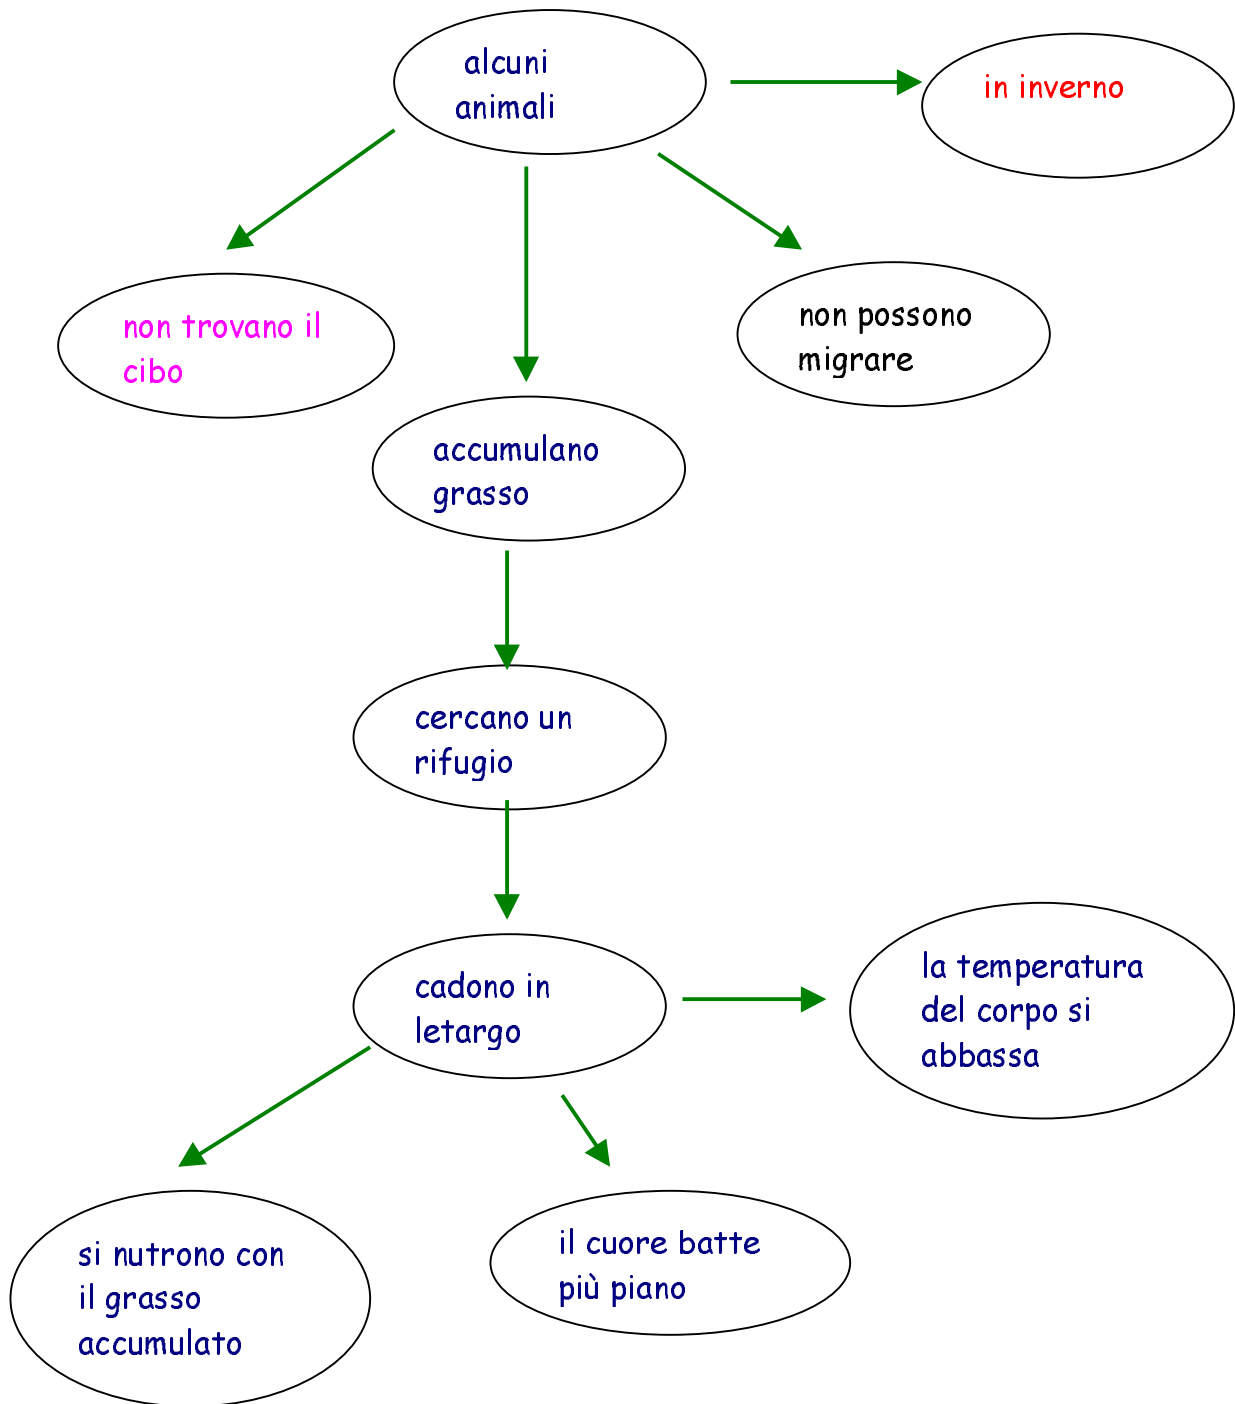 alcuni
animali
in inverno
non trovano il
cibo
non possono
migrare
accumulano
grasso
cercano un
rifugio
cadono in
letargo
la temperatura
del corpo si
abbassa
si nutrono con
il grasso
accumulato
il cuore batte
più piano